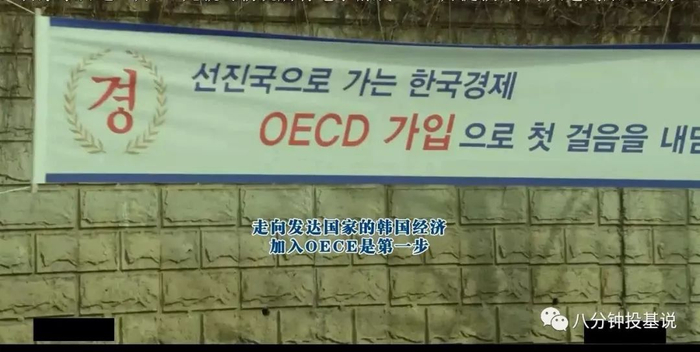 경
선진국으로 가는 한국경제
OECD 가입으로 첫 걸음을 내딛
走向发达国家的韩国经济
加入OECE是第一步
八分钟投基说